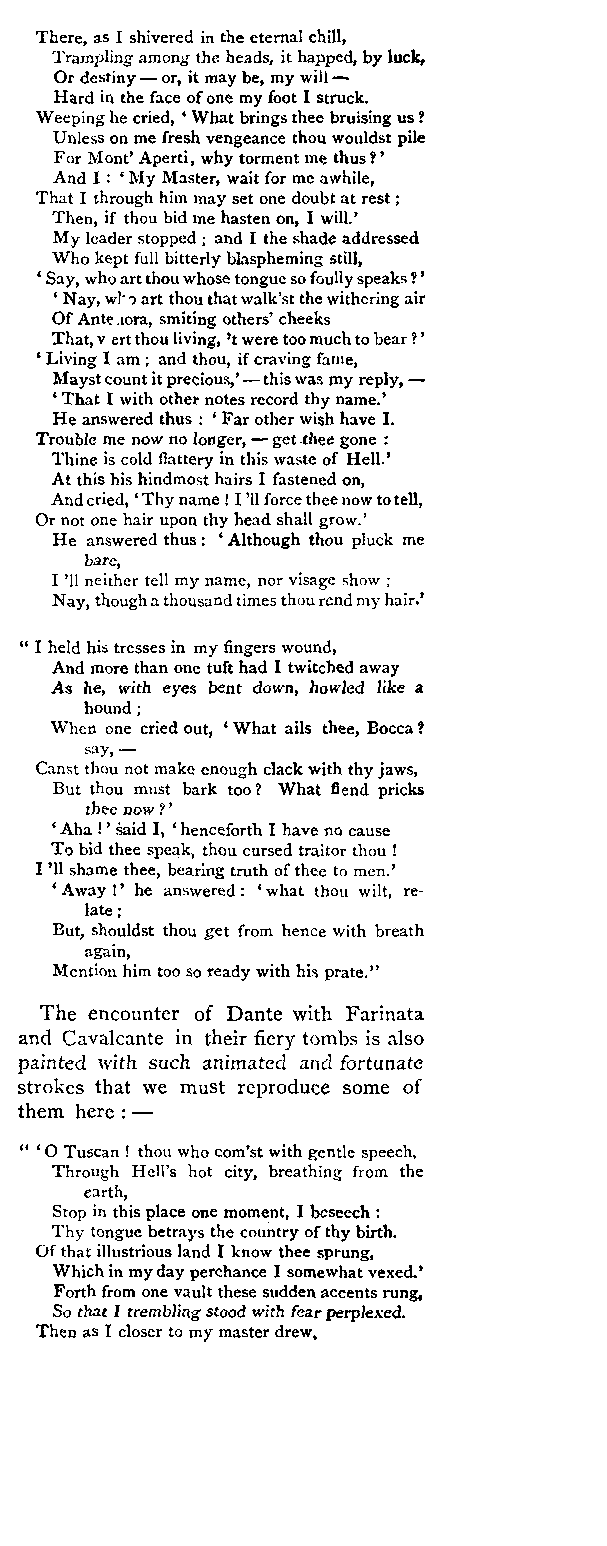 There, as I shivered in the eternal chill,
Trampling among the heads, it happed, by luck,
Or destiny — or, it may be, my will —
Hard in the face of one my foot I struck.
Weeping he cried, ‘ What brings thee bruising us ?
Unless on me fresh vengeance thou wouldst pile
For Mont’ Aperti, why torment me thus ? ’
And I : ‘ My Master, wait for me awhile,
That I through him may set one doubt at rest ;
Then, if thou bid me hasten on, I will.’
My leader stopped ; and I the shade addressed
Who kept full bitterly blaspheming still,
‘ Say, who art thou whose tongue so foully speaks ? ’
‘ Nay, who art thou that walk’st the withering air
Of Antenora, smiting others’ cheeks
That, wert thou living, ’t were too much to bear ? ’
‘ Living I am ; and thou, if craving fame,
Mayst count it precious,’ — this was my reply, —
‘ That I with other notes record thy name.’
He answered thus : ‘ Far other wish have I.
Trouble me now no longer, — get thee gone :
Thine is cold flattery in this waste of Hell.’
At this his hindmost hairs I fastened on,
And cried, ‘ Thy name ! I ’ll force thee now to tell,
Or not one hair upon thy head shall grow.’
He answered thus : ‘ Although thou pluck me
bare,
I ’ll neither tell my name, nor visage show ;
Nay, though a thousand times thou rend my hair.’
“ I held his tresses in my fingers wound,
And more than one tuft had I twitched away
As he, with eyes bent down, howled like a
hound ;
When one cried out, ‘ What ails thee, Bocca ?
say, —
Canst thou not make enough clack with thy jaws,
But thou must bark too ? What fiend pricks
thee now ? ’
‘ Aha ! ’ said I, ‘ henceforth I have no cause
To bid thee speak, thou cursed traitor thou !
I ’ll shame thee, bearing truth of thee to men.’
‘ Away ! ’ he answered : ‘ what thou wilt, re-
late ;
But, shouldst thou get from hence with breath
again,
Mention him too so ready with his prate.”
The encounter of Dante with Farinata
and Cavalcante in their fiery tombs is also
painted with such animated and fortunate
strokes that we must reproduce some of
them here : —
“ ‘ O Tuscan ! thou who com’st with gentle speech,
Through Hell’s hot city, breathing from the
earth,
Stop in this place one moment, I beseech :
Thy tongue betrays the country of thy birth.
Of that illustrious land I know thee sprung,
Which in my day perchance I somewhat vexed.’
Forth from one vault these sudden accents rung,
So that I trembling stood with fear perplexed.
Then as I closer to my master drew,